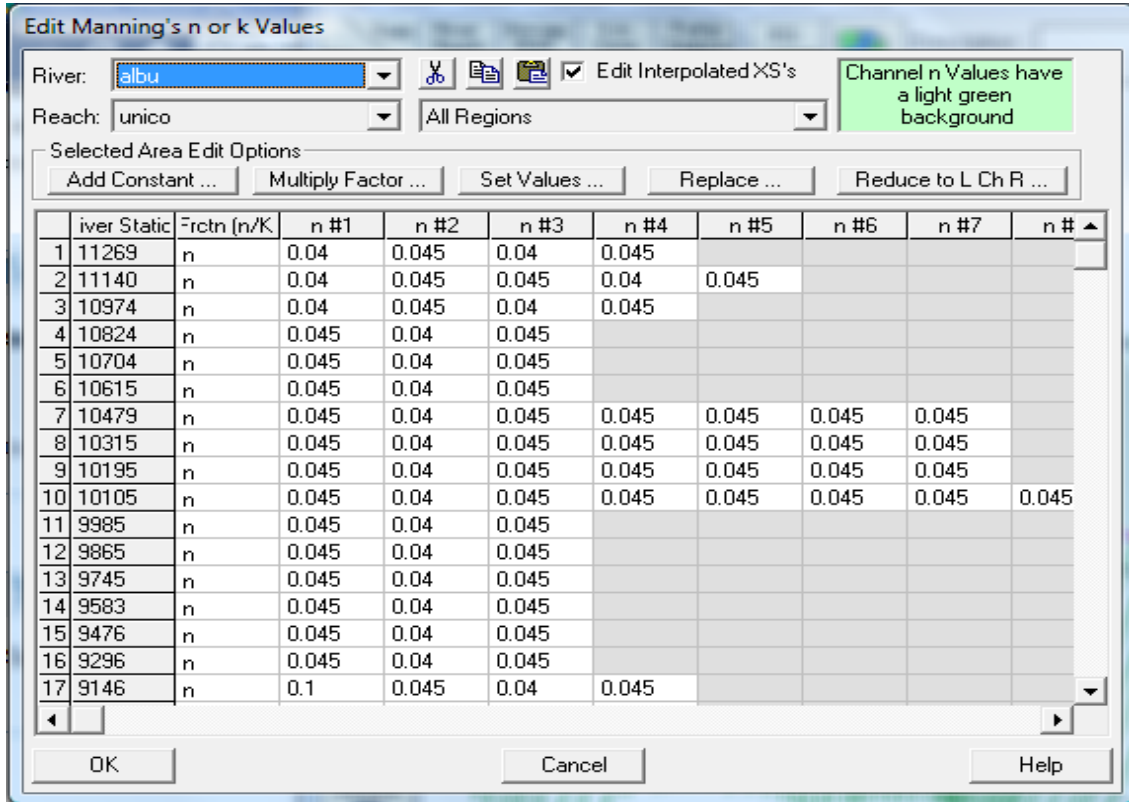 Edit Manning's n or k Values
River: albu Edit Interpolated XS's Channel n Values have
a light green
Reach: unico All Regions background
Selected Area Edit Options
Add Constant ... Multiply Factor ... Set Values ... Replace ... Reduce to L Ch R ...
iver Static Frctn (n/K n #1 n #2 n #3 n #4 n #5 n #6 n #7 n #
1 11269 n 0.04 0.045 0.04 0.045
2 11140 n 0.04 0.045 0.045 0.04 0.045
3 10974 n 0.04 0.045 0.04 0.045
4 10824 n 0.045 0.04 0.045
5 10704 n 0.045 0.04 0.045
6 10615 n 0.045 0.04 0.045
7 10479 n 0.045 0.04 0.045 0.045 0.045 0.045 0.045
8 10315 n 0.045 0.04 0.045 0.045 0.045 0.045 0.045
9 10195 n 0.045 0.04 0.045 0.045 0.045 0.045 0.045
10 10105 n 0.045 0.04 0.045 0.045 0.045 0.045 0.045 0.045
11 9985 n 0.045 0.04 0.045
12 9865 n 0.045 0.04 0.045
13 9745 n 0.045 0.04 0.045
14 9583 n 0.045 0.04 0.045
15 9476 n 0.045 0.04 0.045
16 9296 n 0.045 0.04 0.045
17 9146 n 0.1 0.045 0.04 0.045
OK Cancel Help